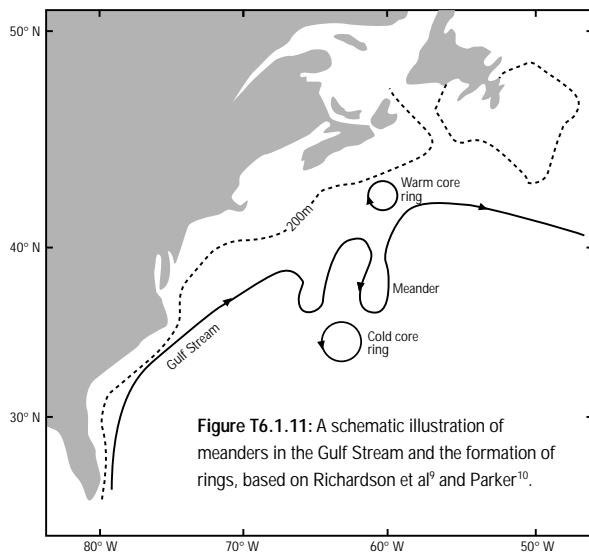 50° N
Warm core
ring
200m
40° N
Meander
Gulf Stream
Cold core
ring
30° N
Figure T6.1.11: A schematic illustration of
meanders in the Gulf Stream and the formation of
rings, based on Richardson et al⁹ and Parker¹⁰.
80° W
70° W
60° W
50° W